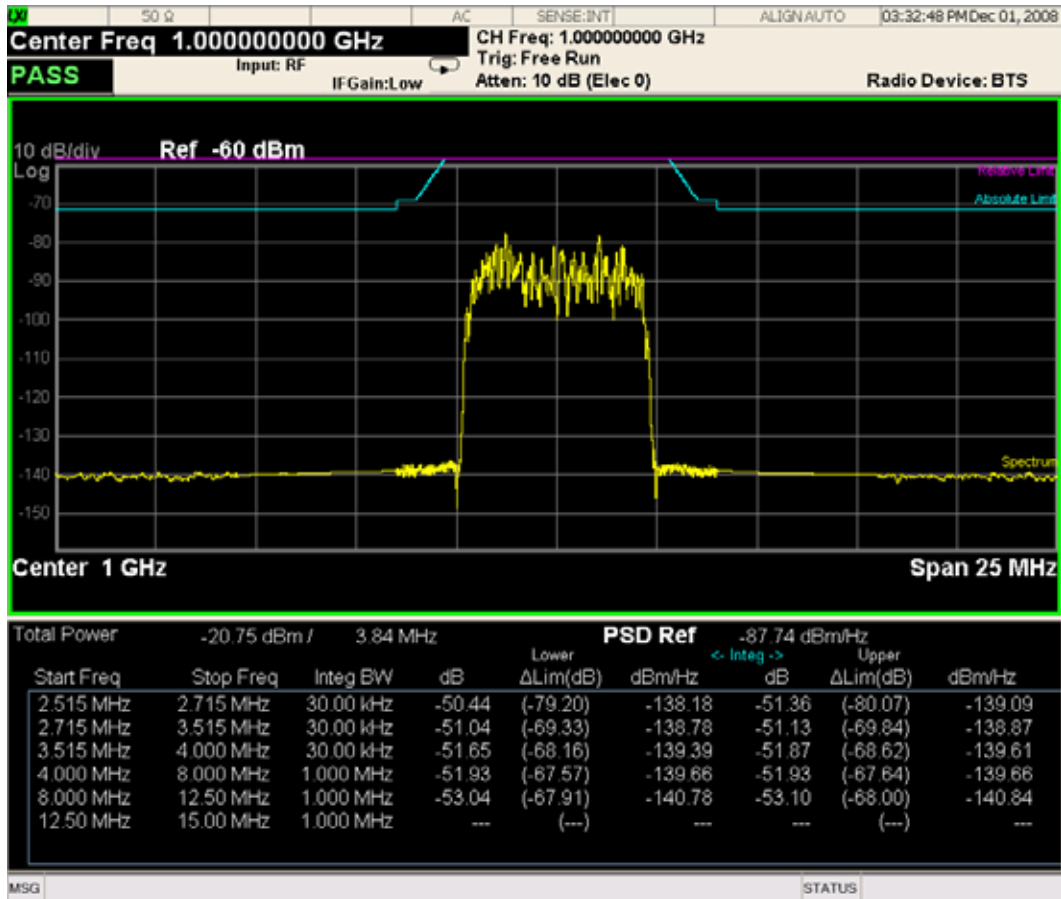 LXI 50 Ω AC SENSE:INT ALIGNAUTO 03:32:48 PM Dec 01, 2008
Center Freq 1.000000000 GHz CH Freq: 1.000000000 GHz
Input: RF Trig: Free Run
PASS IFGain:Low Atten: 10 dB (Elec 0) Radio Device: BTS
10 dB/div Ref -60 dBm
Log Relative Limit
-70 Absolute Limit
-80
-90
-100
-110
-120
-130
-140 Spectrum
-150
Center 1 GHz Span 25 MHz
Total Power -20.75 dBm / 3.84 MHz PSD Ref -87.74 dBm/Hz
Lower <- Integ -> Upper
Start Freq Stop Freq Integ BW dB ΔLim(dB) dBm/Hz dB ΔLim(dB) dBm/Hz
2.515 MHz 2.715 MHz 30.00 kHz -50.44 (-79.20) -138.18 -51.36 (-80.07) -139.09
2.715 MHz 3.515 MHz 30.00 kHz -51.04 (-69.33) -138.78 -51.13 (-69.84) -138.87
3.515 MHz 4.000 MHz 30.00 kHz -51.65 (-68.16) -139.39 -51.87 (-68.62) -139.61
4.000 MHz 8.000 MHz 1.000 MHz -51.93 (-67.57) -139.66 -51.93 (-67.64) -139.66
8.000 MHz 12.50 MHz 1.000 MHz -53.04 (-67.91) -140.78 -53.10 (-68.00) -140.84
12.50 MHz 15.00 MHz 1.000 MHz --- (---) --- --- (---) ---
MSG STATUS